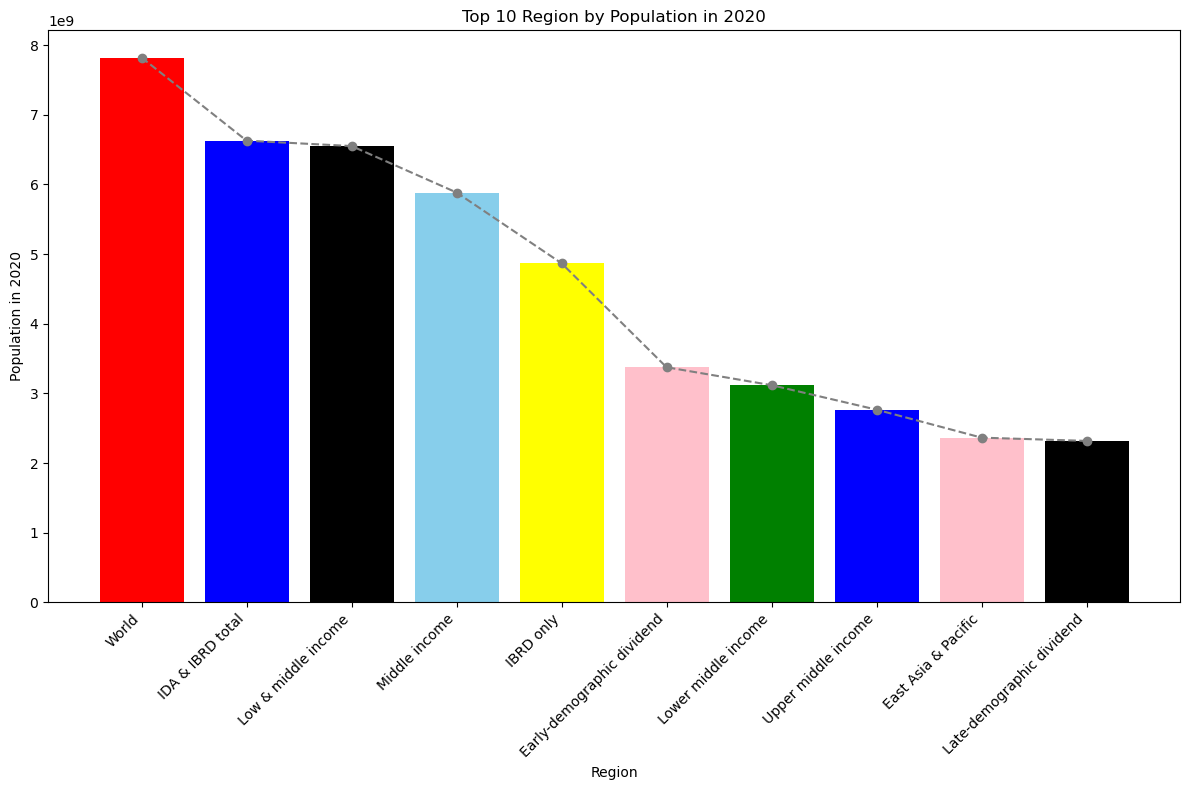 Top 10 Region by Population in 2020
1e9
8
7
6
5
4
3
2
1
0
Population in 2020
World
IDA & IBRD total
Low & middle income
Middle income
IBRD only
Early-demographic dividend
Lower middle income
Upper middle income
East Asia & Pacific
Late-demographic dividend
Region